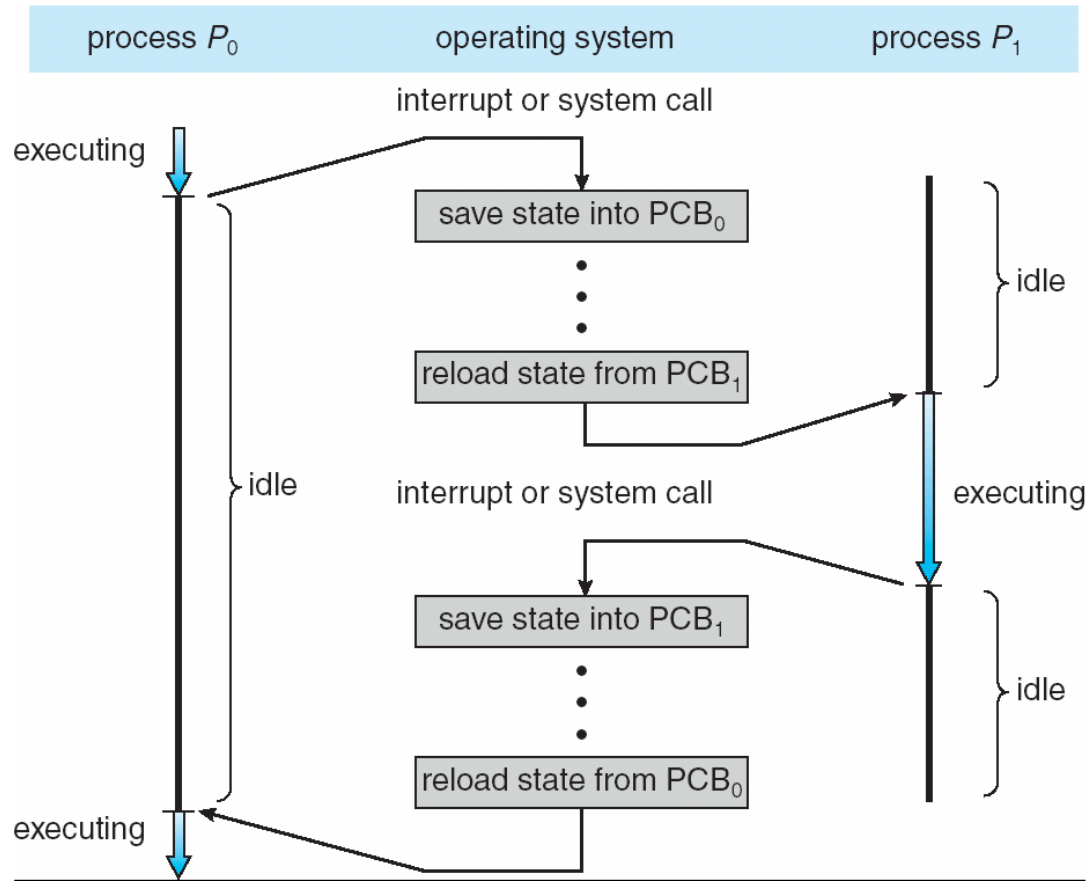 process P₀ operating system process P₁
interrupt or system call
executing
save state into PCB₀
idle
reload state from PCB₁
idle
interrupt or system call
executing
save state into PCB₁
idle
reload state from PCB₀
executing